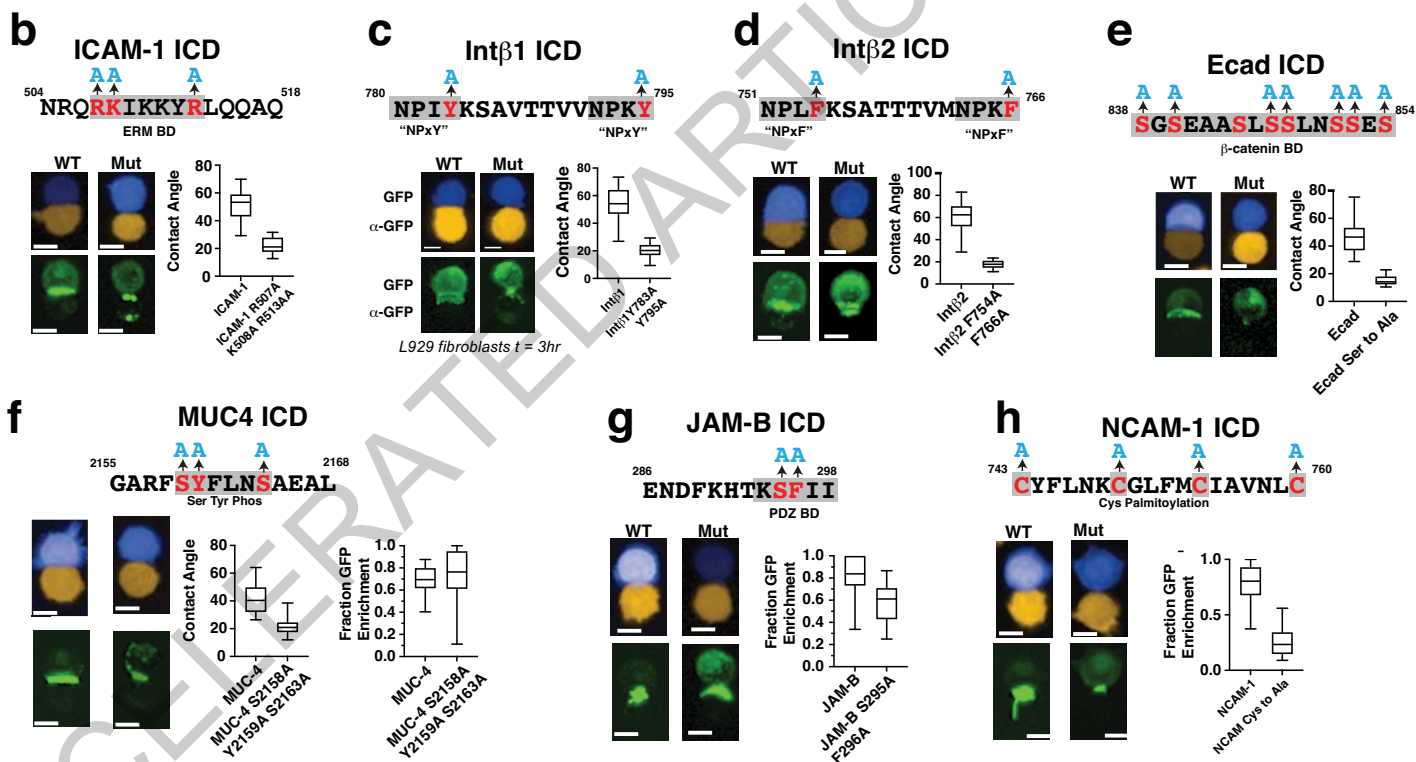 b
ICAM-1 ICD
A A A
504 518
NRQRKIKKYRLQQAQ
ERM BD
WT Mut
Contact Angle
80
60
40
20
0
ICAM-1
ICAM-1 R507A
K508A R513AA
c
Intβ1 ICD
A A
780 795
NPIYKSAVTTVVNPKY
“NPxY” “NPxY”
WT Mut
GFP
α-GFP
GFP
α-GFP
Contact Angle
80
60
40
20
0
Intβ1
Intβ1Y783A
Y795A
L929 fibroblasts t = 3hr
d
Intβ2 ICD
A A
751 766
NPLFKSATTTVMNPKF
“NPxF” “NPxF”
WT Mut
Contact Angle
100
80
60
40
20
0
Intβ2
Intβ2 F754A
F766A
e
Ecad ICD
A A A A A A A
838 854
SGSEAASLSSLNSSES
β-catenin BD
WT Mut
Contact Angle
80
60
40
20
0
Ecad
Ecad Ser to Ala
f
MUC4 ICD
A A A
2155 2168
GARFSYFLNSAEAL
Ser Tyr Phos
Contact Angle
80
60
40
20
0
MUC-4
MUC-4 S2158A
Y2159A S2163A
Fraction GFP
Enrichment
1.0
0.8
0.6
0.4
0.2
0.0
MUC-4
MUC-4 S2158A
Y2159A S2163A
g
JAM-B ICD
A A
286 298
ENDFKHTKSFII
PDZ BD
WT Mut
Fraction GFP
Enrichment
1.0
0.8
0.6
0.4
0.2
0.0
JAM-B
JAM-B S295A
F296A
h
NCAM-1 ICD
A A A A
743 760
CYFLNKCGLFMCIAVNLC
Cys Palmitoylation
WT Mut
Fraction GFP
Enrichment
1.0
0.5
0.0
NCAM-1
NCAM Cys to Ala
CELERATED ARTIC